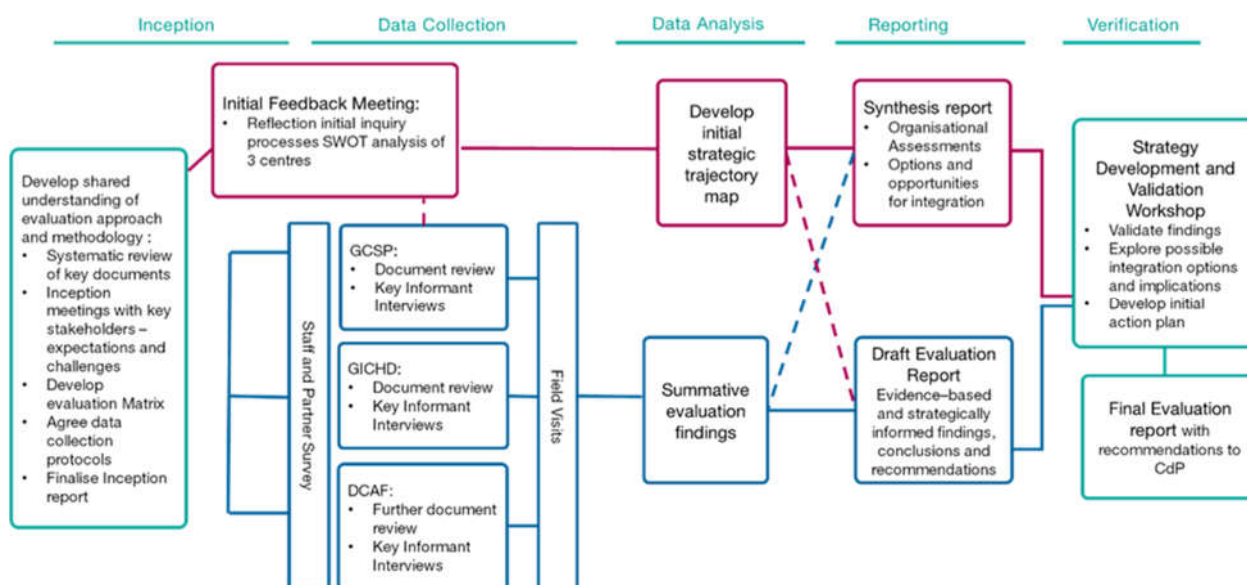 Inception
Data Collection
Data Analysis
Reporting
Verification
Develop shared
understanding of
evaluation approach
and methodology :
• Systematic review
of key documents
• Inception
meetings with key
stakeholders –
expectations and
challenges
• Develop
evaluation Matrix
• Agree data
collection
protocols
• Finalise Inception
report
Initial Feedback Meeting:
• Reflection initial inquiry
processes SWOT analysis of
3 centres
Staff and Partner Survey
GCSP:
• Document review
• Key Informant
Interviews
GICHD:
• Document review
• Key Informant
Interviews
DCAF:
• Further document
review
• Key Informant
Interviews
Field Visits
Develop
initial
strategic
trajectory
map
Summative
evaluation
findings
Synthesis report
• Organisational
Assessments
• Options and
opportunities
for integration
Draft Evaluation
Report
Evidence–based
and strategically
informed findings,
conclusions and
recommendations
Strategy
Development and
Validation
Workshop
• Validate findings
• Explore possible
integration options
and implications
• Develop initial
action plan
Final Evaluation
report with
recommendations to
CdP